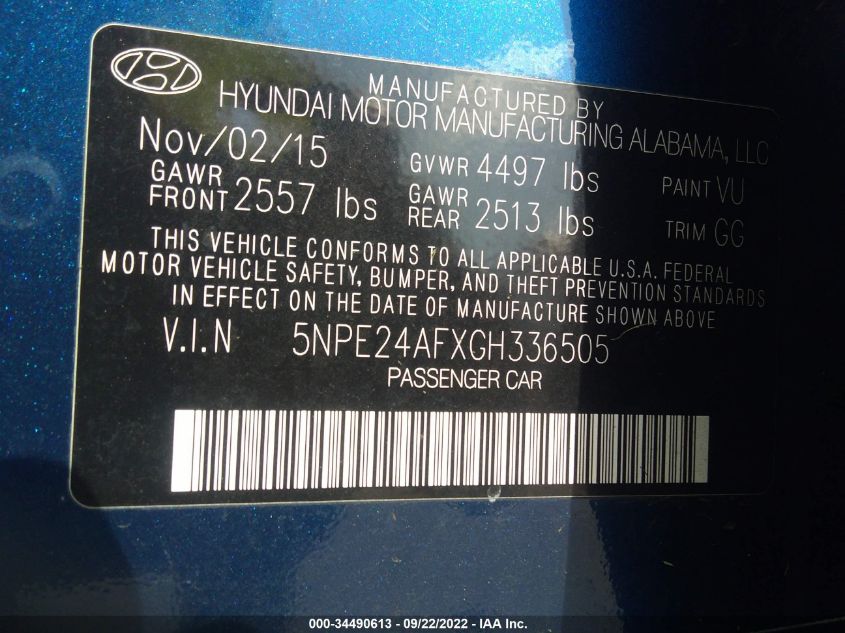 MANUFACTURED BY
HYUNDAI MOTOR MANUFACTURING ALABAMA, LLC
Nov/02/15 GVWR 4497 lbs PAINT VU
GAWR FRONT 2557 lbs GAWR REAR 2513 lbs TRIM GG
THIS VEHICLE CONFORMS TO ALL APPLICABLE U.S.A. FEDERAL
MOTOR VEHICLE SAFETY, BUMPER, AND THEFT PREVENTION STANDARDS
IN EFFECT ON THE DATE OF MANUFACTURE SHOWN ABOVE
V.I.N 5NPE24AFXGH336505
PASSENGER CAR
000-34490613 - 09/22/2022 - IAA Inc.